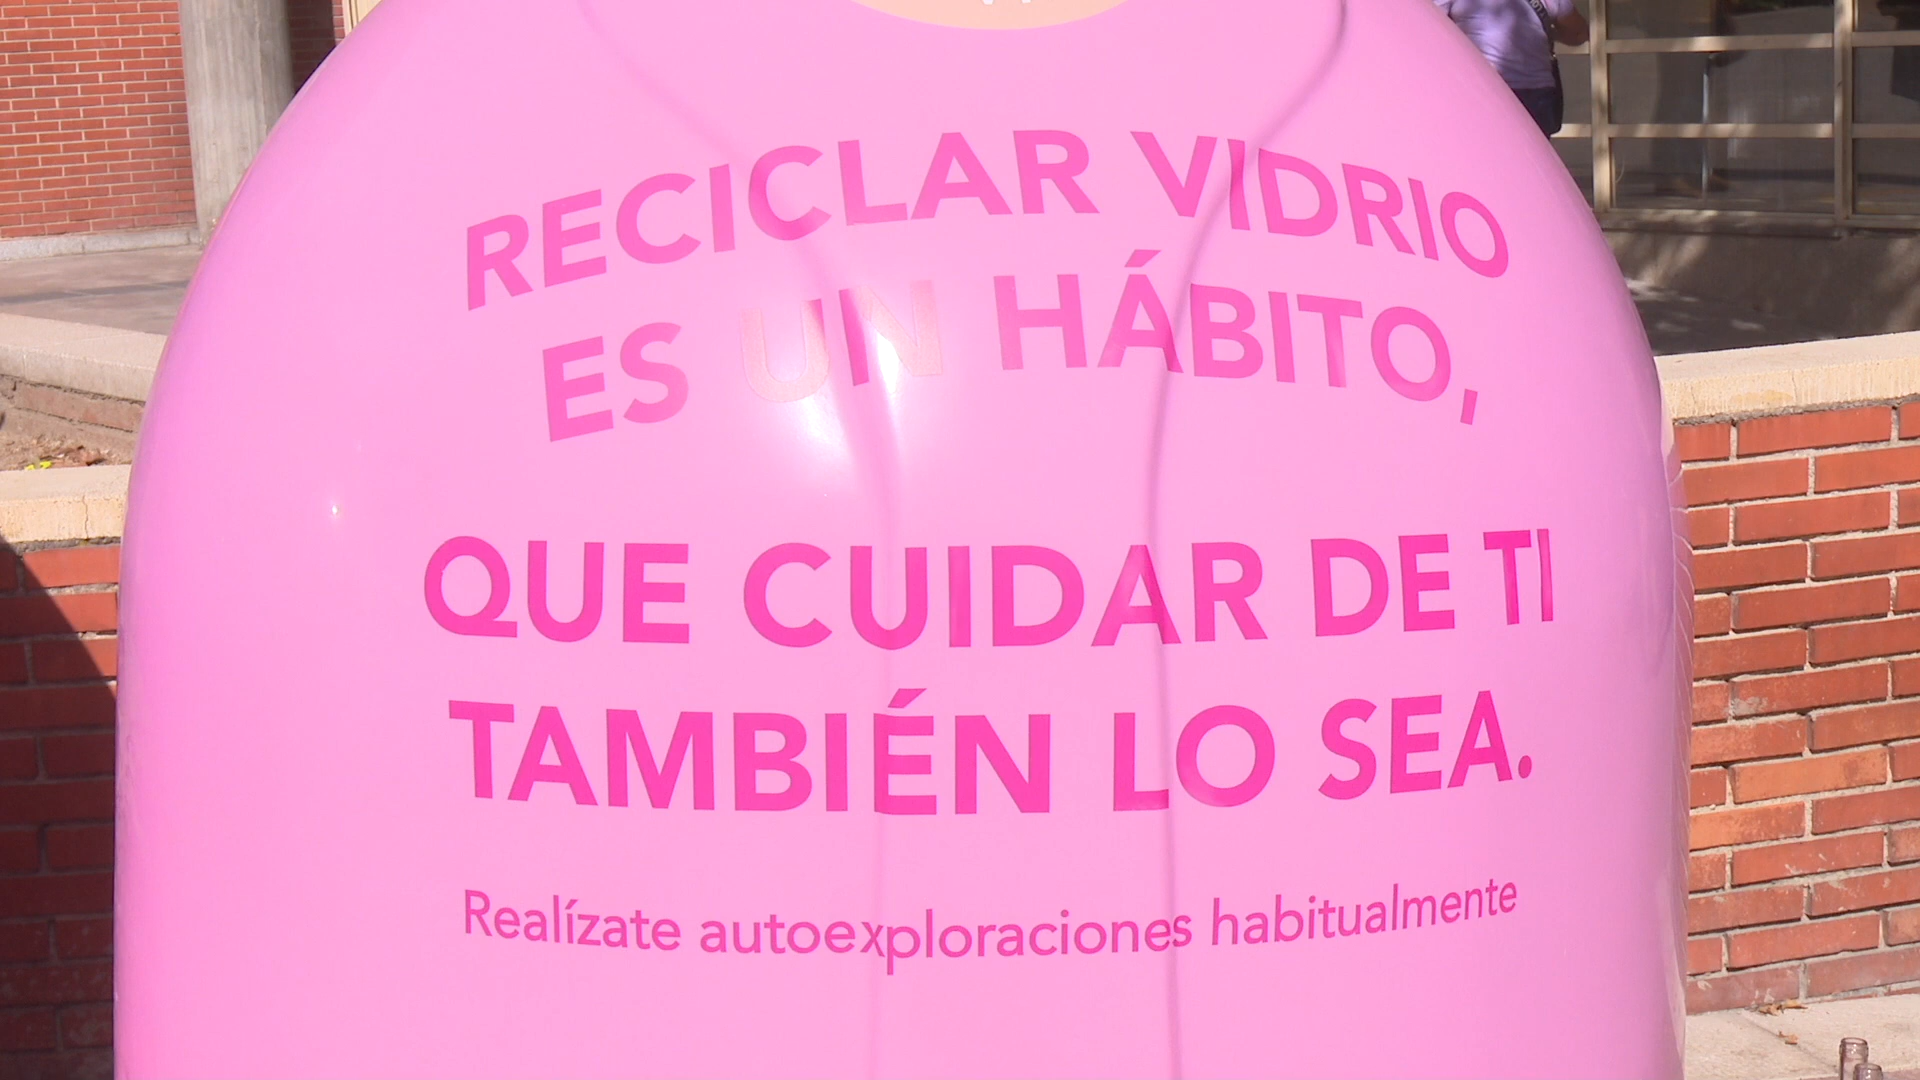 RECICLAR VIDRIO
ES UN HÁBITO,
QUE CUIDAR DE TI
TAMBIÉN LO SEA.
Realízate autoexploraciones habitualmente